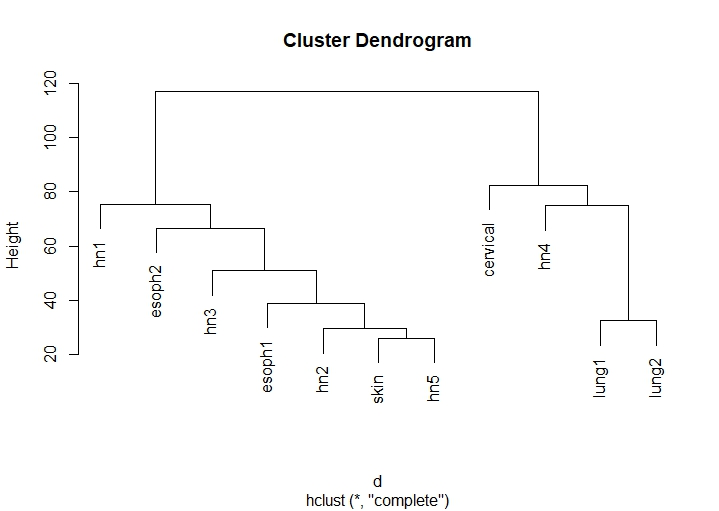 Cluster Dendrogram
Height
120
100
80
60
40
20
hn1
esoph2
hn3
esoph1
hn2
skin
hn5
cervical
hn4
lung1
lung2
d
hclust (*, "complete")